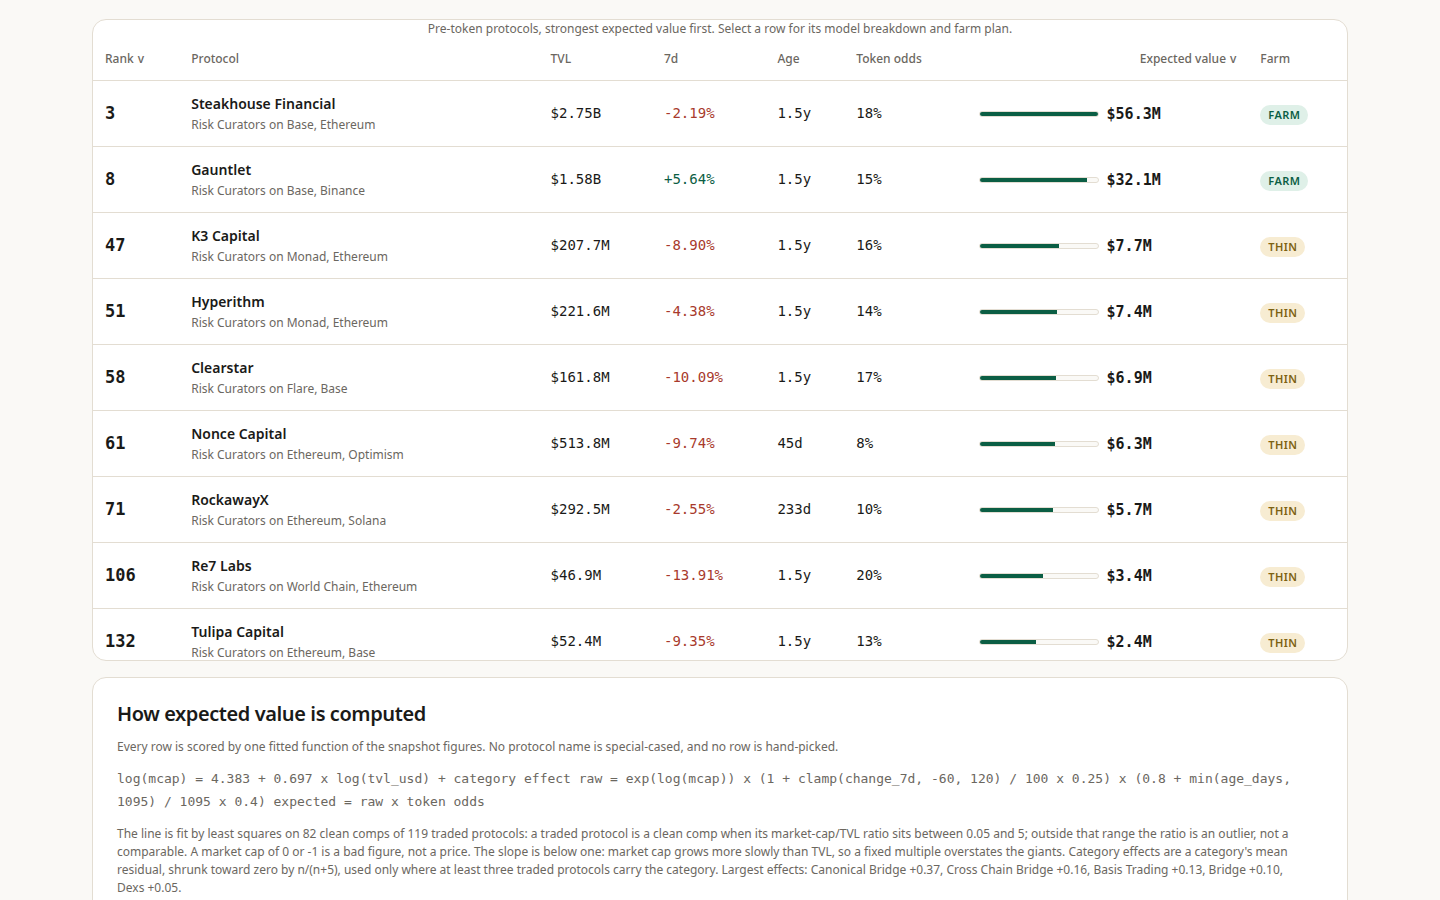 Pre-token protocols, strongest expected value first. Select a row for its model breakdown and farm plan.
Rank v Protocol TVL 7d Age Token odds Expected value v Farm
3 Steakhouse Financial $2.75B -2.19% 1.5y 18% $56.3M FARM
Risk Curators on Base, Ethereum
8 Gauntlet $1.58B +5.64% 1.5y 15% $32.1M FARM
Risk Curators on Base, Binance
47 K3 Capital $207.7M -8.90% 1.5y 16% $7.7M THIN
Risk Curators on Monad, Ethereum
51 Hyperithm $221.6M -4.38% 1.5y 14% $7.4M THIN
Risk Curators on Monad, Ethereum
58 Clearstar $161.8M -10.09% 1.5y 17% $6.9M THIN
Risk Curators on Flare, Base
61 Nonce Capital $513.8M -9.74% 45d 8% $6.3M THIN
Risk Curators on Ethereum, Optimism
71 RockawayX $292.5M -2.55% 233d 10% $5.7M THIN
Risk Curators on Ethereum, Solana
106 Re7 Labs $46.9M -13.91% 1.5y 20% $3.4M THIN
Risk Curators on World Chain, Ethereum
132 Tulipa Capital $52.4M -9.35% 1.5y 13% $2.4M THIN
Risk Curators on Ethereum, Base
How expected value is computed
Every row is scored by one fitted function of the snapshot figures. No protocol name is special-cased, and no row is hand-picked.
log(mcap) = 4.383 + 0.697 x log(tvl_usd) + category effect raw = exp(log(mcap)) x (1 + clamp(change_7d, -60, 120) / 100 x 0.25) x (0.8 + min(age_days,
1095) / 1095 x 0.4) expected = raw x token odds
The line is fit by least squares on 82 clean comps of 119 traded protocols: a traded protocol is a clean comp when its market-cap/TVL ratio sits between 0.05 and 5; outside that range the ratio is an outlier, not a
comparable. A market cap of 0 or -1 is a bad figure, not a price. The slope is below one: market cap grows more slowly than TVL, so a fixed multiple overstates the giants. Category effects are a category's mean
residual, shrunk toward zero by n/(n+5), used only where at least three traded protocols carry the category. Largest effects: Canonical Bridge +0.37, Cross Chain Bridge +0.16, Basis Trading +0.13, Bridge +0.10,
Dexs +0.05.